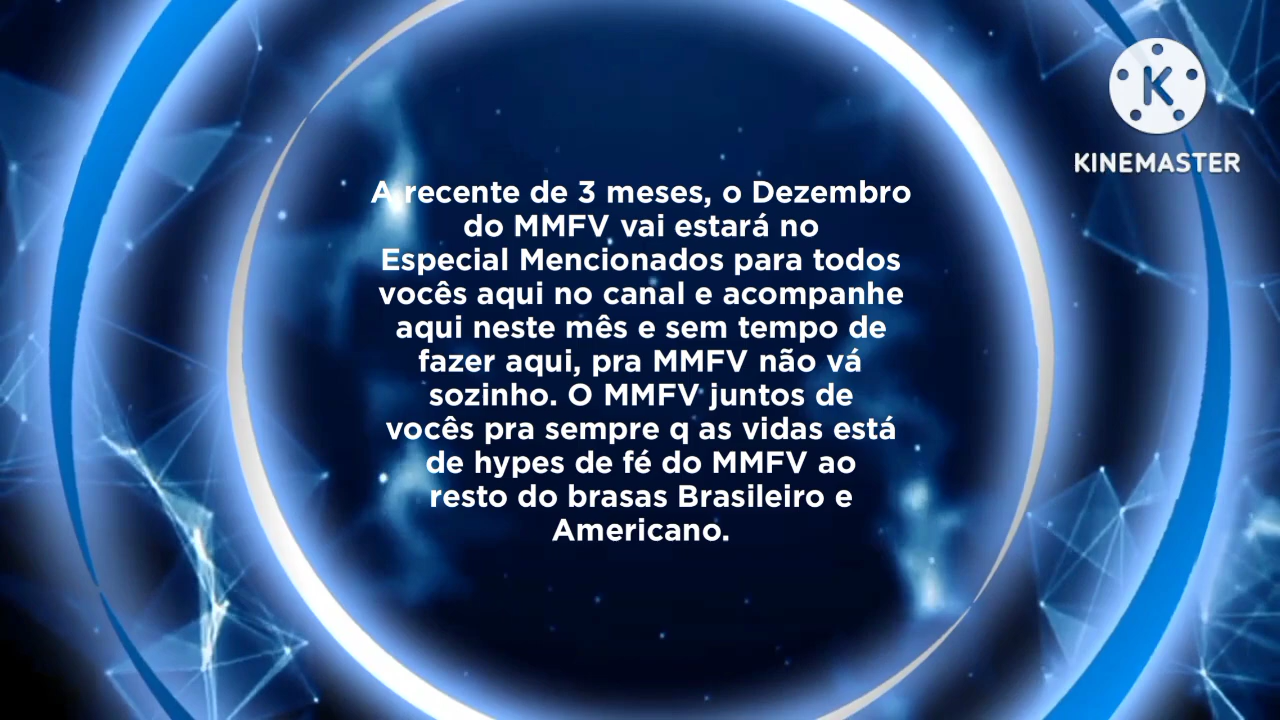 K
KINEMASTER
A recente de 3 meses, o Dezembro
do MMFV vai estará no
Especial Mencionados para todos
vocês aqui no canal e acompanhe
aqui neste mês e sem tempo de
fazer aqui, pra MMFV não vá
sozinho. O MMFV juntos de
vocês pra sempre q as vidas está
de hypes de fé do MMFV ao
resto do brasas Brasileiro e
Americano.